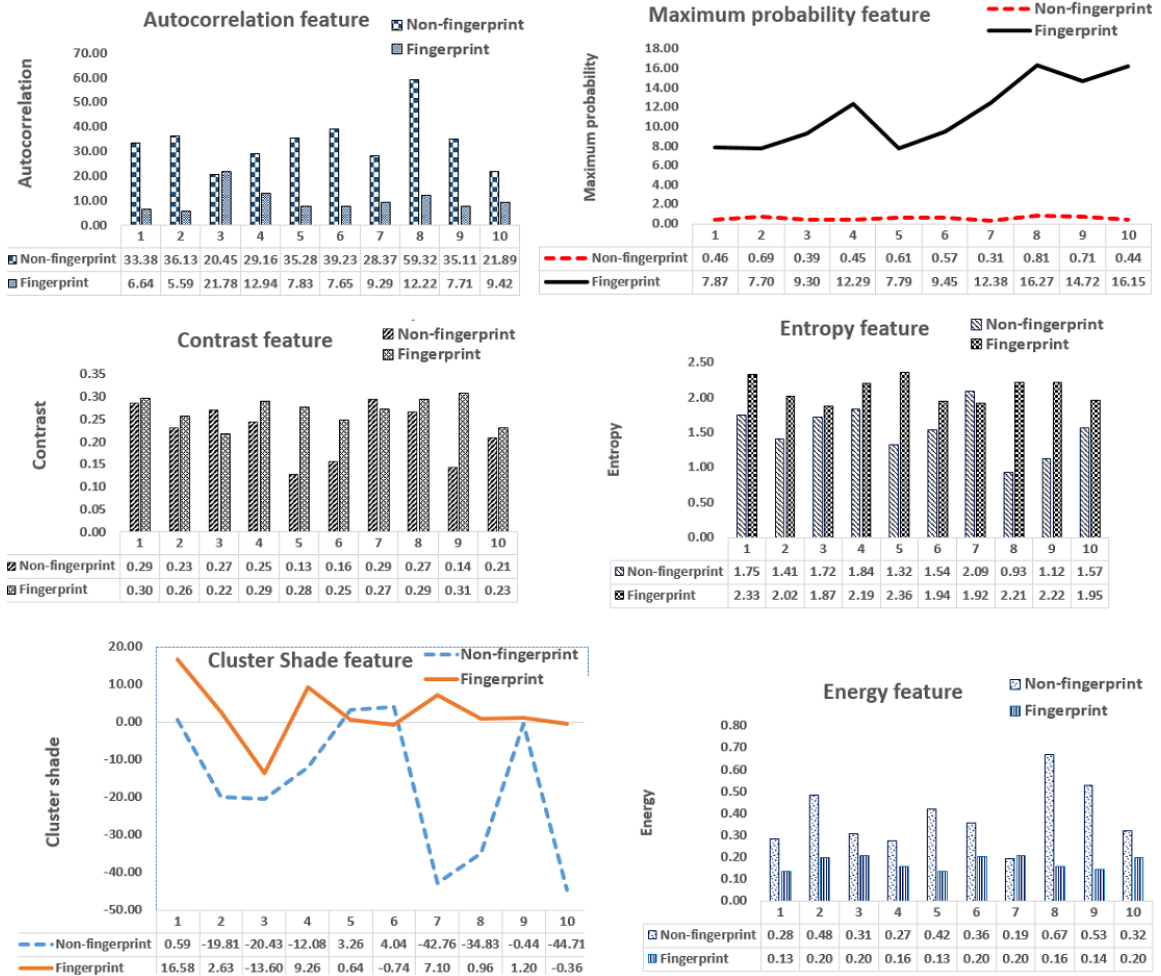 Autocorrelation feature
Non-fingerprint
Fingerprint
Autocorrelation
70.00
60.00
50.00
40.00
30.00
20.00
10.00
0.00
1 2 3 4 5 6 7 8 9 10
Non-fingerprint 33.38 36.13 20.45 29.16 35.28 39.23 28.37 59.32 35.11 21.89
Fingerprint 6.64 5.59 21.78 12.94 7.83 7.65 9.29 12.22 7.71 9.42
Maximum probability feature
Non-fingerprint
Fingerprint
Maximum probability
18.00
16.00
14.00
12.00
10.00
8.00
6.00
4.00
2.00
0.00
1 2 3 4 5 6 7 8 9 10
Non-fingerprint 0.46 0.69 0.39 0.45 0.61 0.57 0.31 0.81 0.71 0.44
Fingerprint 7.87 7.70 9.30 12.29 7.79 9.45 12.38 16.27 14.72 16.15
Contrast feature
Non-fingerprint
Fingerprint
Contrast
0.35
0.30
0.25
0.20
0.15
0.10
0.05
0.00
1 2 3 4 5 6 7 8 9 10
Non-fingerprint 0.29 0.23 0.27 0.25 0.13 0.16 0.29 0.27 0.14 0.21
Fingerprint 0.30 0.26 0.22 0.29 0.28 0.25 0.27 0.29 0.31 0.23
Entropy feature
Non-fingerprint
Fingerprint
Entropy
2.50
2.00
1.50
1.00
0.50
0.00
1 2 3 4 5 6 7 8 9 10
Non-fingerprint 1.75 1.41 1.72 1.84 1.32 1.54 2.09 0.93 1.12 1.57
Fingerprint 2.33 2.02 1.87 2.19 2.36 1.94 1.92 2.21 2.22 1.95
Cluster Shade feature
Non-fingerprint
Fingerprint
Cluster shade
20.00
10.00
0.00
-10.00
-20.00
-30.00
-40.00
-50.00
1 2 3 4 5 6 7 8 9 10
Non-fingerprint 0.59 -19.81 -20.43 -12.08 3.26 4.04 -42.76 -34.83 -0.44 -44.71
Fingerprint 16.58 2.63 -13.60 9.26 0.64 -0.74 7.10 0.96 1.20 -0.36
Energy feature
Non-fingerprint
Fingerprint
Energy
0.80
0.70
0.60
0.50
0.40
0.30
0.20
0.10
0.00
1 2 3 4 5 6 7 8 9 10
Non-fingerprint 0.28 0.48 0.31 0.27 0.42 0.36 0.19 0.67 0.53 0.32
Fingerprint 0.13 0.20 0.20 0.16 0.13 0.20 0.20 0.16 0.14 0.20